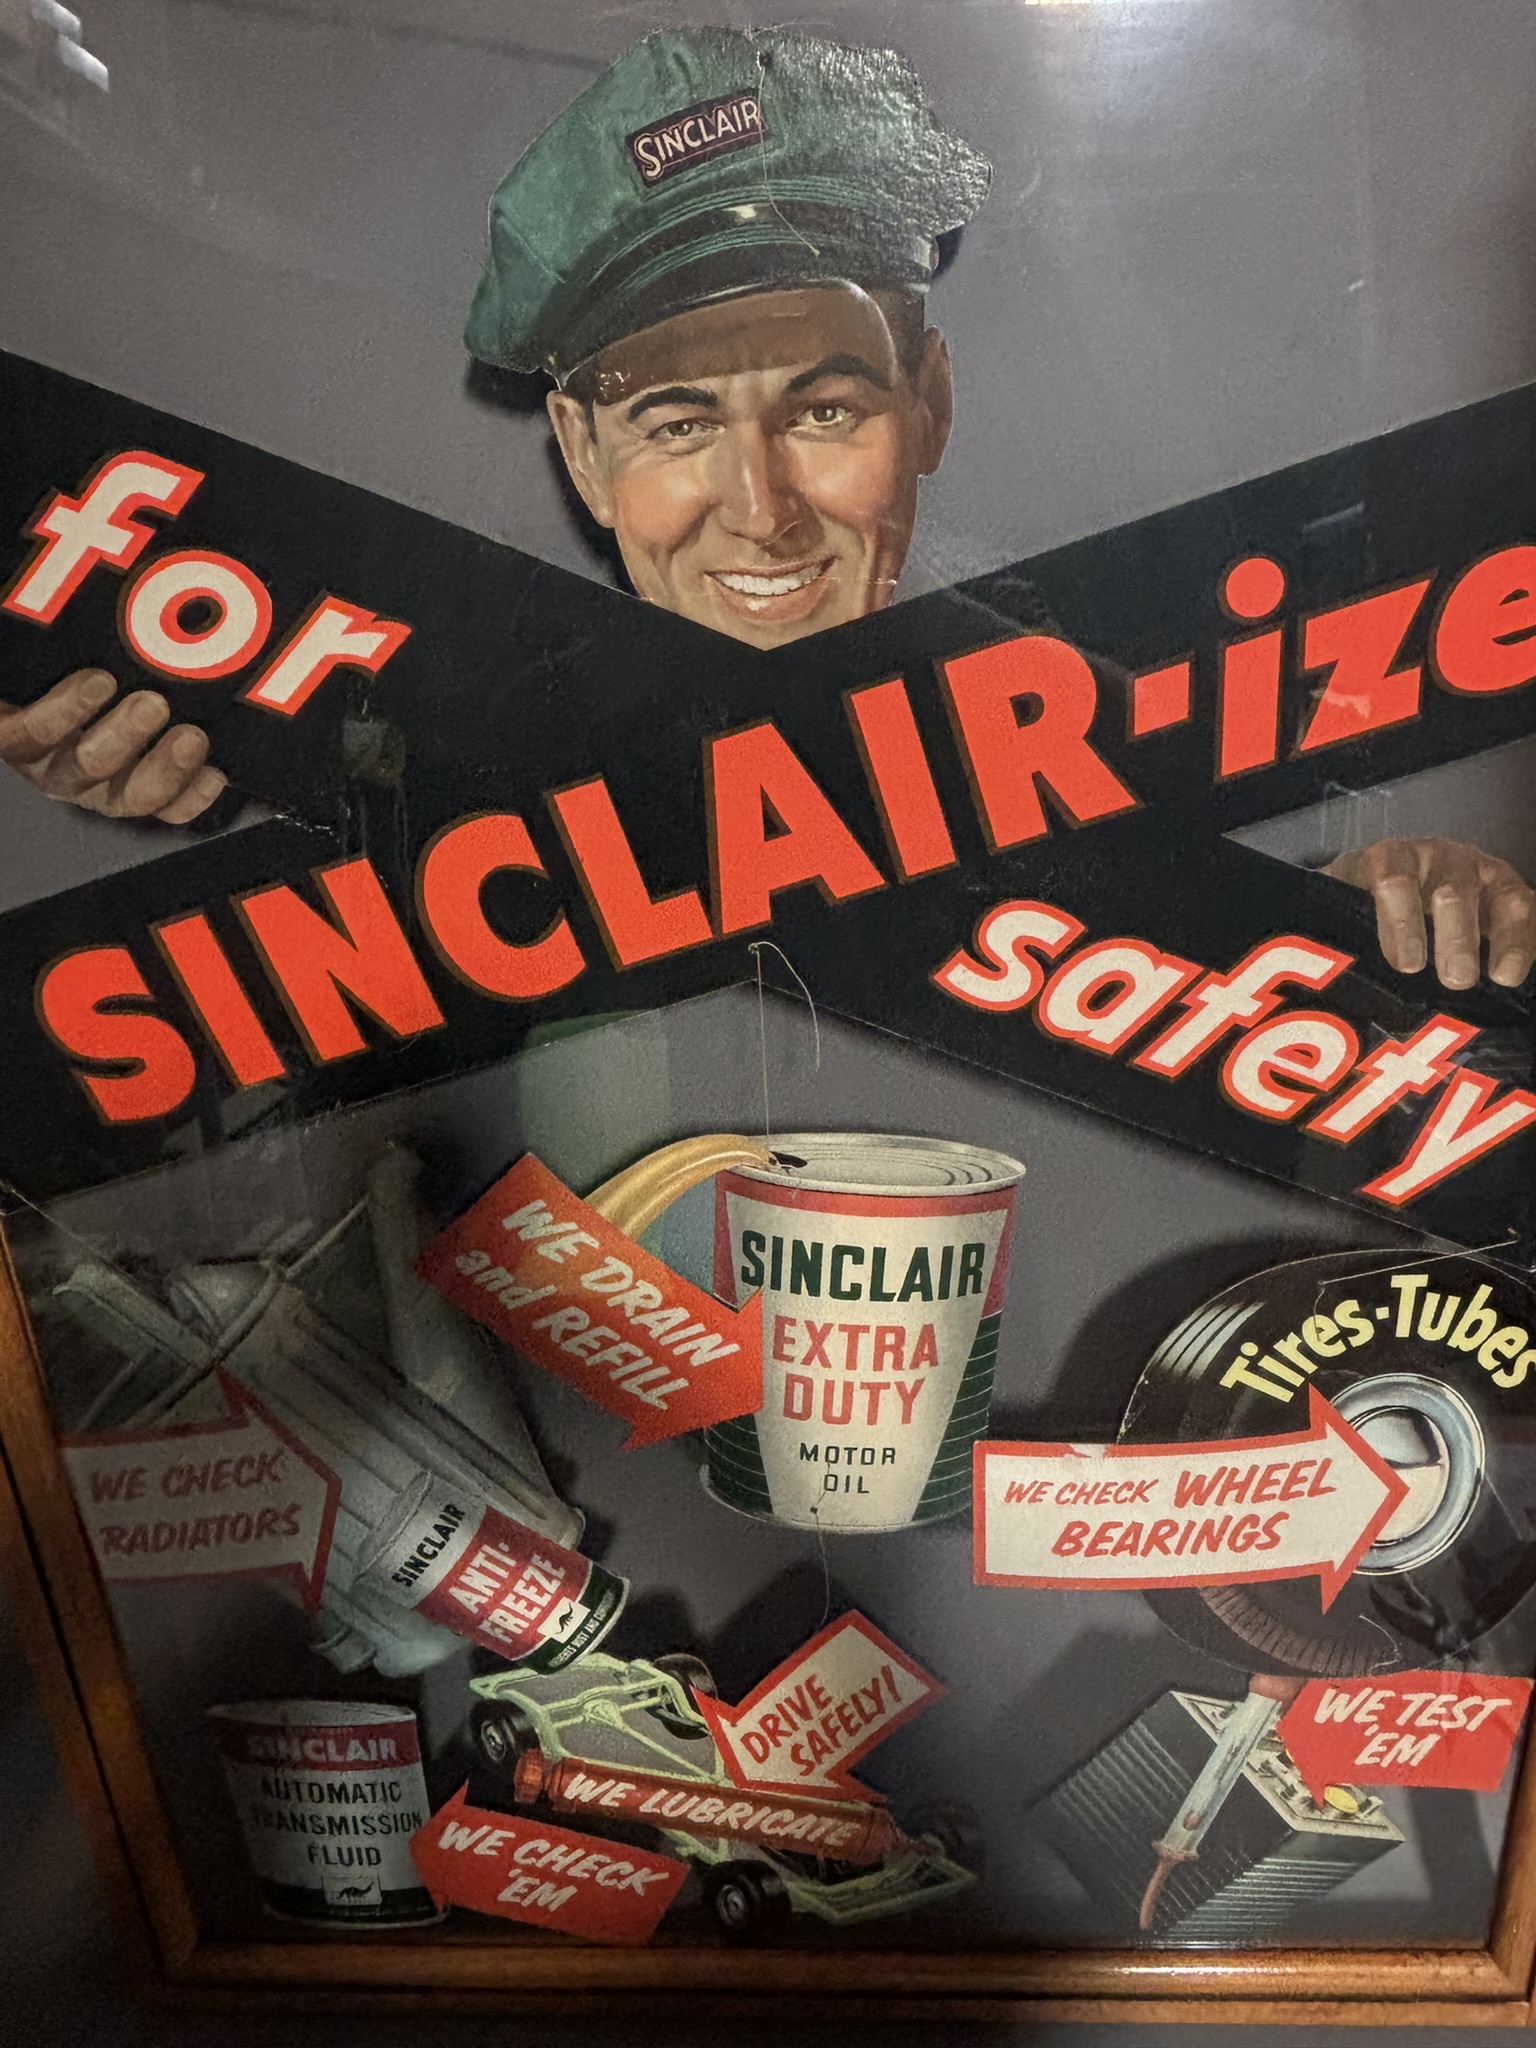 SINCLAIR
for
SINCLAIR-ize
safety
WE DRAIN
and REFILL
SINCLAIR
EXTRA
DUTY
MOTOR
OIL
Tires-Tubes
WE CHECK WHEEL
BEARINGS
WE CHECK
RADIATORS
SINCLAIR
ANTI-
FREEZE
DRIVE
SAFELY!
WE LUBRICATE
WE TEST
'EM
SINCLAIR
AUTOMATIC
TRANSMISSION
FLUID
WE CHECK
'EM